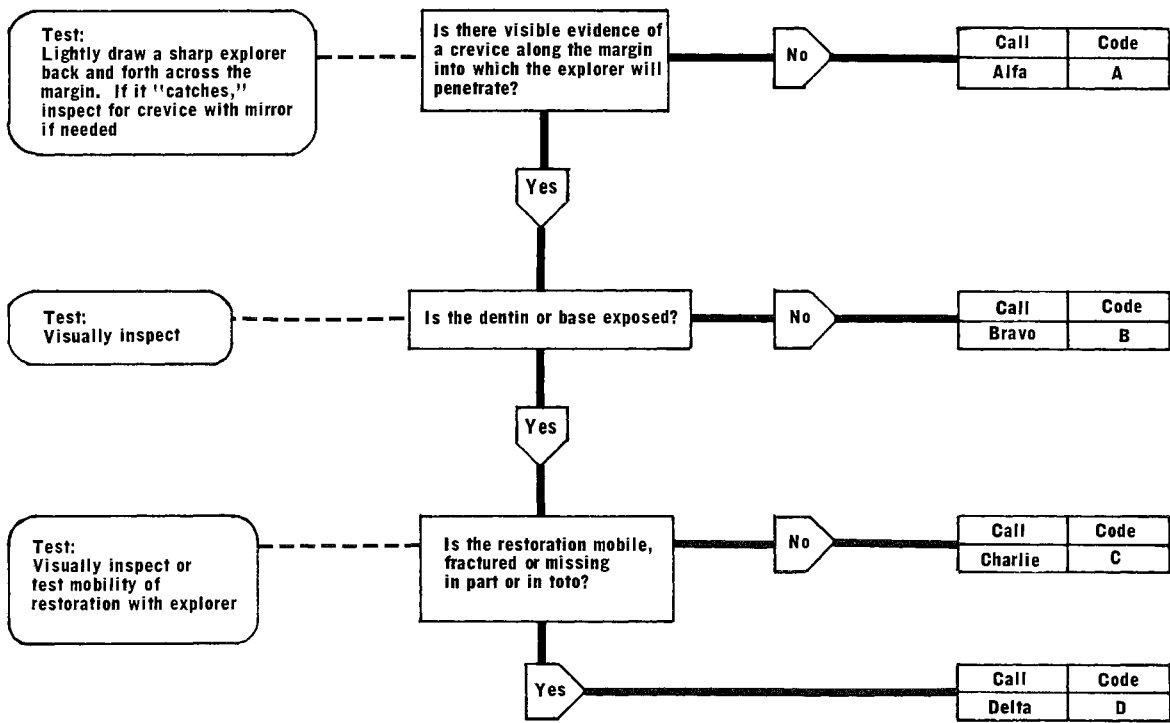 Test:
Lightly draw a sharp explorer
back and forth across the
margin. If it "catches,"
inspect for crevice with mirror
if needed
Is there visible evidence of
a crevice along the margin
into which the explorer will
penetrate?
No
Call Code
Alfa A
Yes
Test:
Visually inspect
Is the dentin or base exposed?
No
Call Code
Bravo B
Yes
Test:
Visually inspect or
test mobility of
restoration with explorer
Is the restoration mobile,
fractured or missing
in part or in toto?
No
Call Code
Charlie C
Yes
Call Code
Delta D